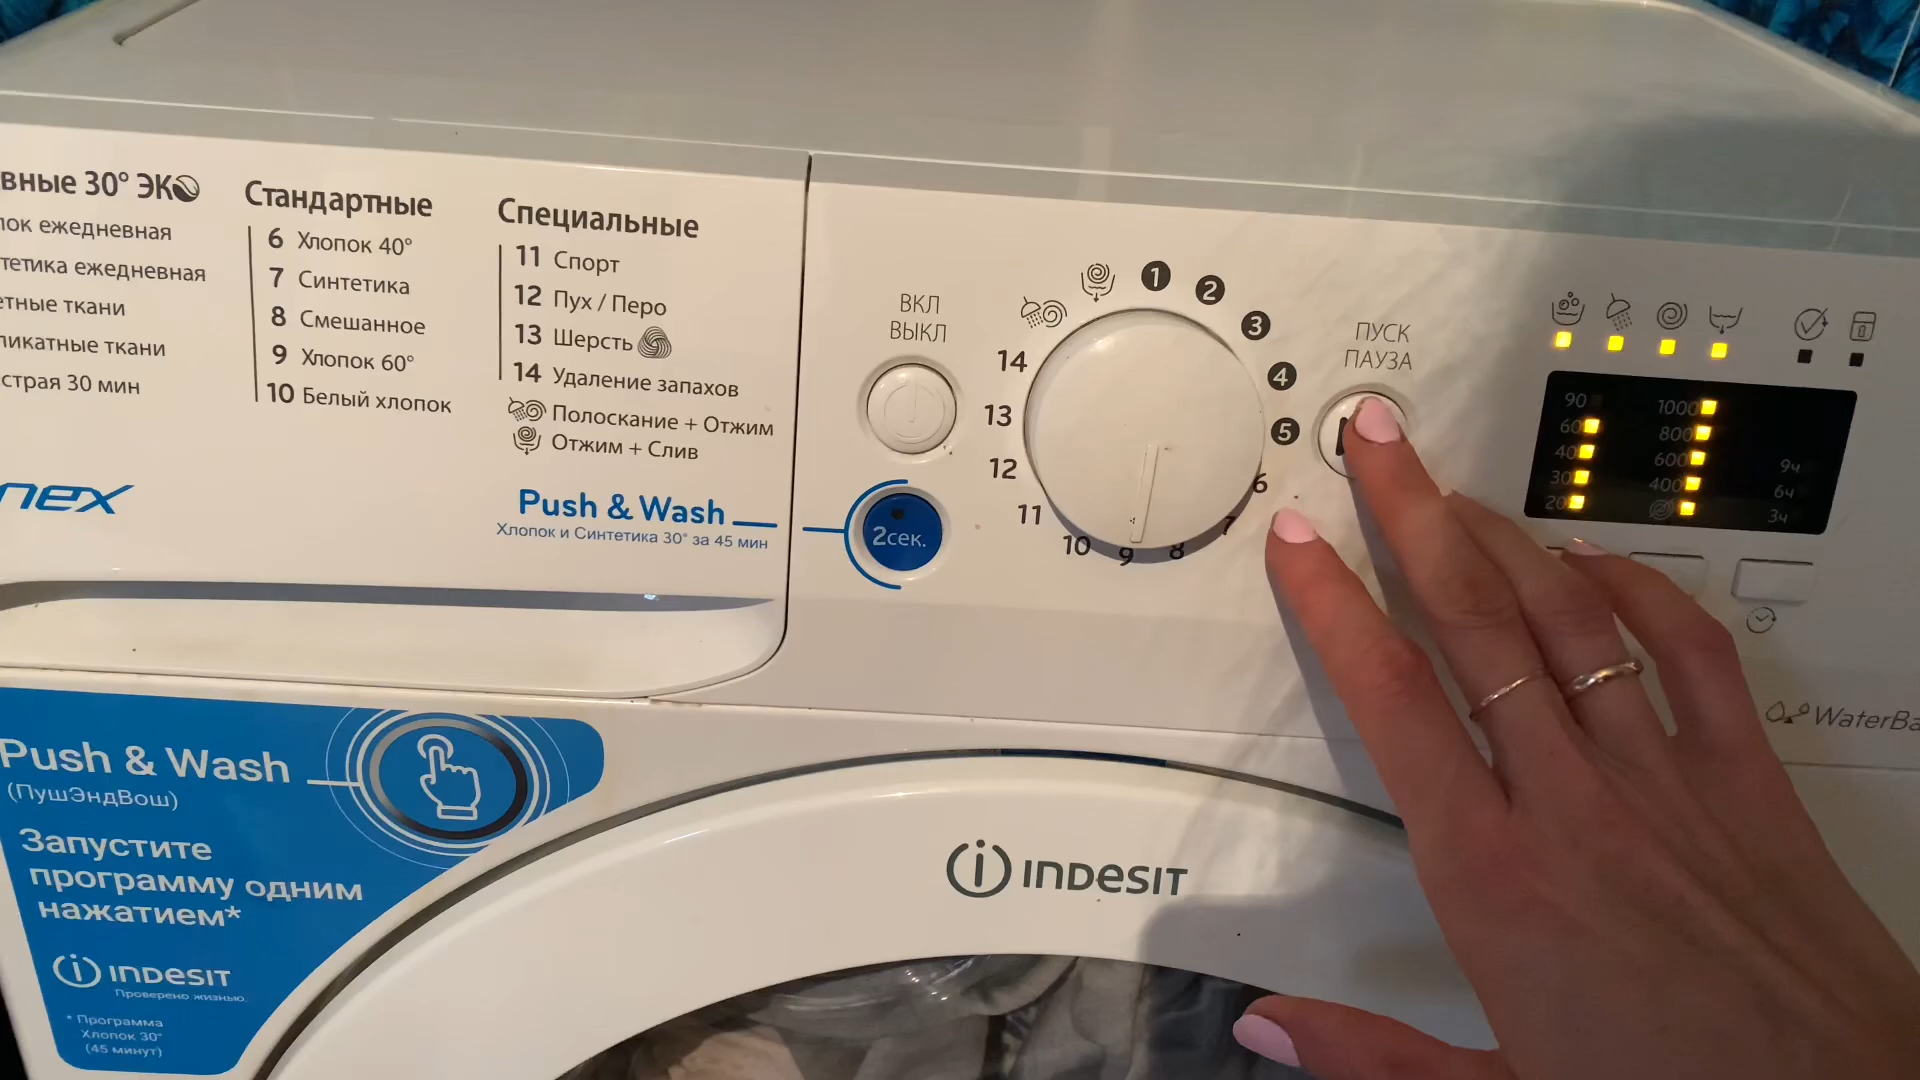 вные 30° ЭКО
ок ежедневная
тетика ежедневная
тные ткани
ликатные ткани
страя 30 мин
Стандартные
6 Хлопок 40°
7 Синтетика
8 Смешанное
9 Хлопок 60°
10 Белый хлопок
Специальные
11 Спорт
12 Пух / Перо
13 Шерсть
14 Удаление запахов
Полоскание + Отжим
Отжим + Слив
nex
Push & Wash
Хлопок и Синтетика 30° за 45 мин
ВКЛ
ВЫКЛ
2сек.
1
2
3
4
5
6
7
8
9
10
11
12
13
14
ПУСК
ПАУЗА
90
60
40
30
20
1000
800
600
400
9ч
6ч
3ч
WaterBa
Push & Wash
(ПушЭндВош)
Запустите
программу одним
нажатием*
INDESIT
Проверено жизнью.
* Программа
Хлопок 30°
(45 минут)
INDESIT